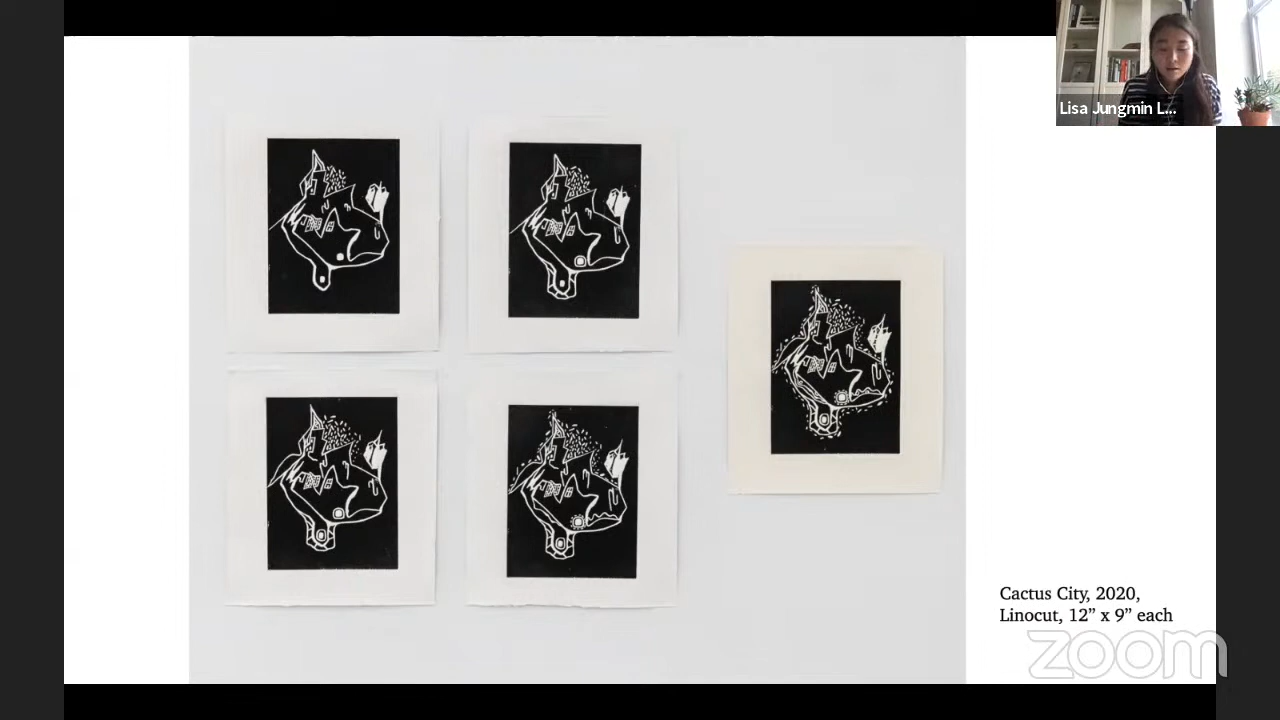 Lisa Jungmin L...
Cactus City, 2020,
Linocut, 12” x 9” each
zoom